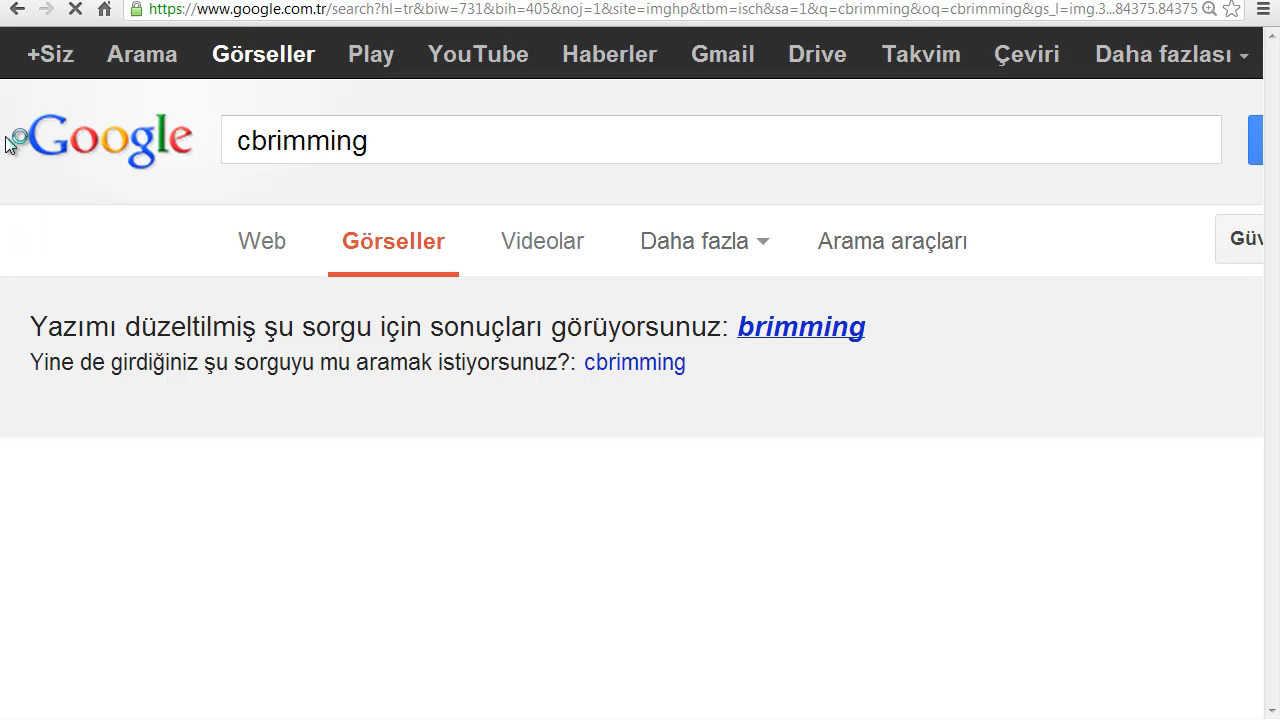 https://www.google.com.tr/search?hl=tr&biw=731&bih=405&noj=1&site=imghp&tbm=isch&sa=1&q=cbrimming&oq=cbrimming&gs_l=img.3...84375.84375
+Siz Arama Görseller Play YouTube Haberler Gmail Drive Takvim Çeviri Daha fazlası
Google cbrimming
Web Görseller Videolar Daha fazla Arama araçları Güv
Yazımı düzeltilmiş şu sorgu için sonuçları görüyorsunuz: brimming
Yine de girdiğiniz şu sorguyu mu aramak istiyorsunuz?: cbrimming